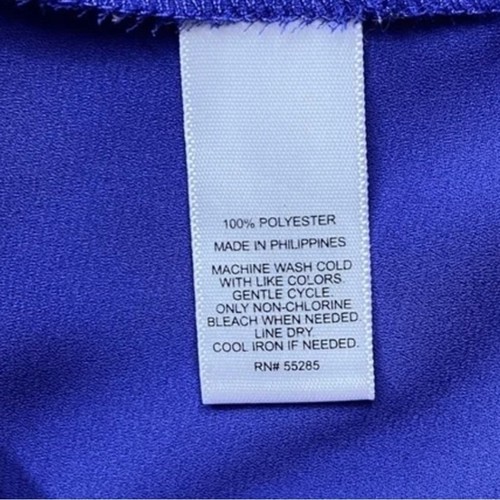 100% POLYESTER
MADE IN PHILIPPINES
MACHINE WASH COLD
WITH LIKE COLORS.
GENTLE CYCLE.
ONLY NON-CHLORINE
BLEACH WHEN NEEDED.
LINE DRY.
COOL IRON IF NEEDED.
RN# 55285